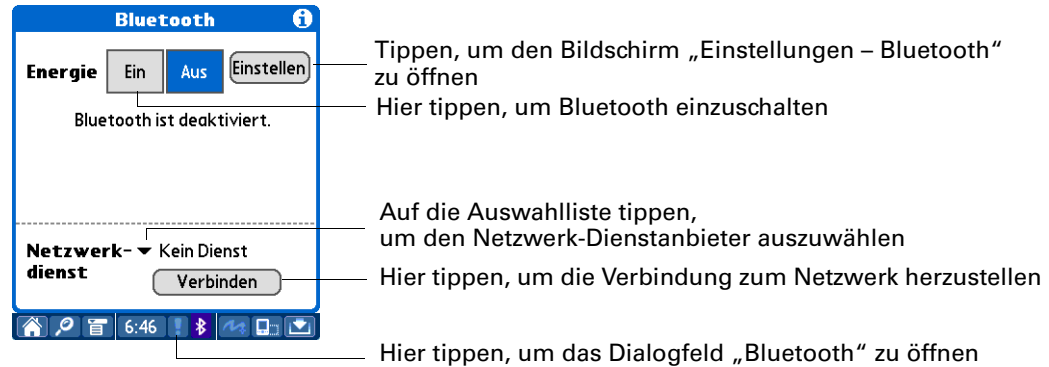 Bluetooth
Energie Ein Aus Einstellen
Tippen, um den Bildschirm „Einstellungen – Bluetooth“
zu öffnen
Hier tippen, um Bluetooth einzuschalten
Bluetooth ist deaktiviert.
Auf die Auswahlliste tippen,
um den Netzwerk-Dienstanbieter auszuwählen
Netzwerk- Kein Dienst
dienst
Verbinden
Hier tippen, um die Verbindung zum Netzwerk herzustellen
6:46
Hier tippen, um das Dialogfeld „Bluetooth“ zu öffnen